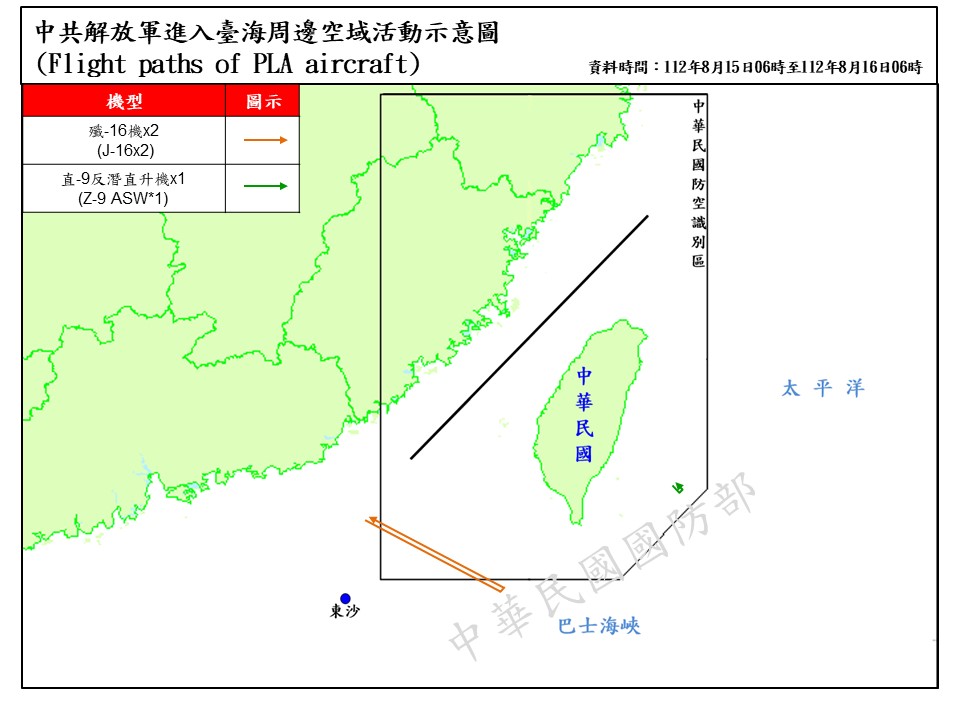 中共解放軍進入臺海周邊空域活動示意圖
(Flight paths of PLA aircraft)
資料時間：112年8月15日06時至112年8月16日06時
機型
圖示
殲-16機x2
(J-16x2)
直-9反潛直升機x1
(Z-9 ASW*1)
中華民國防空識別區
中華民國
太平洋
東沙
巴士海峽
中華民國國防部